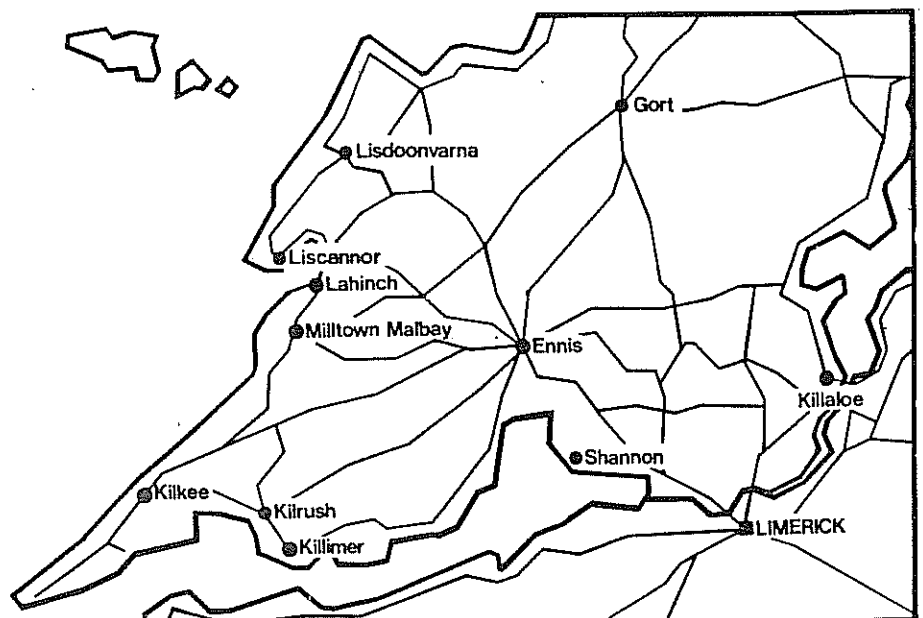 Gort
Lisdoonvarna
Liscannor
Lahinch
Milltown Malbay
Ennis
Killaloe
Shannon
Kilkee
Kilrush
LIMERICK
Killimer